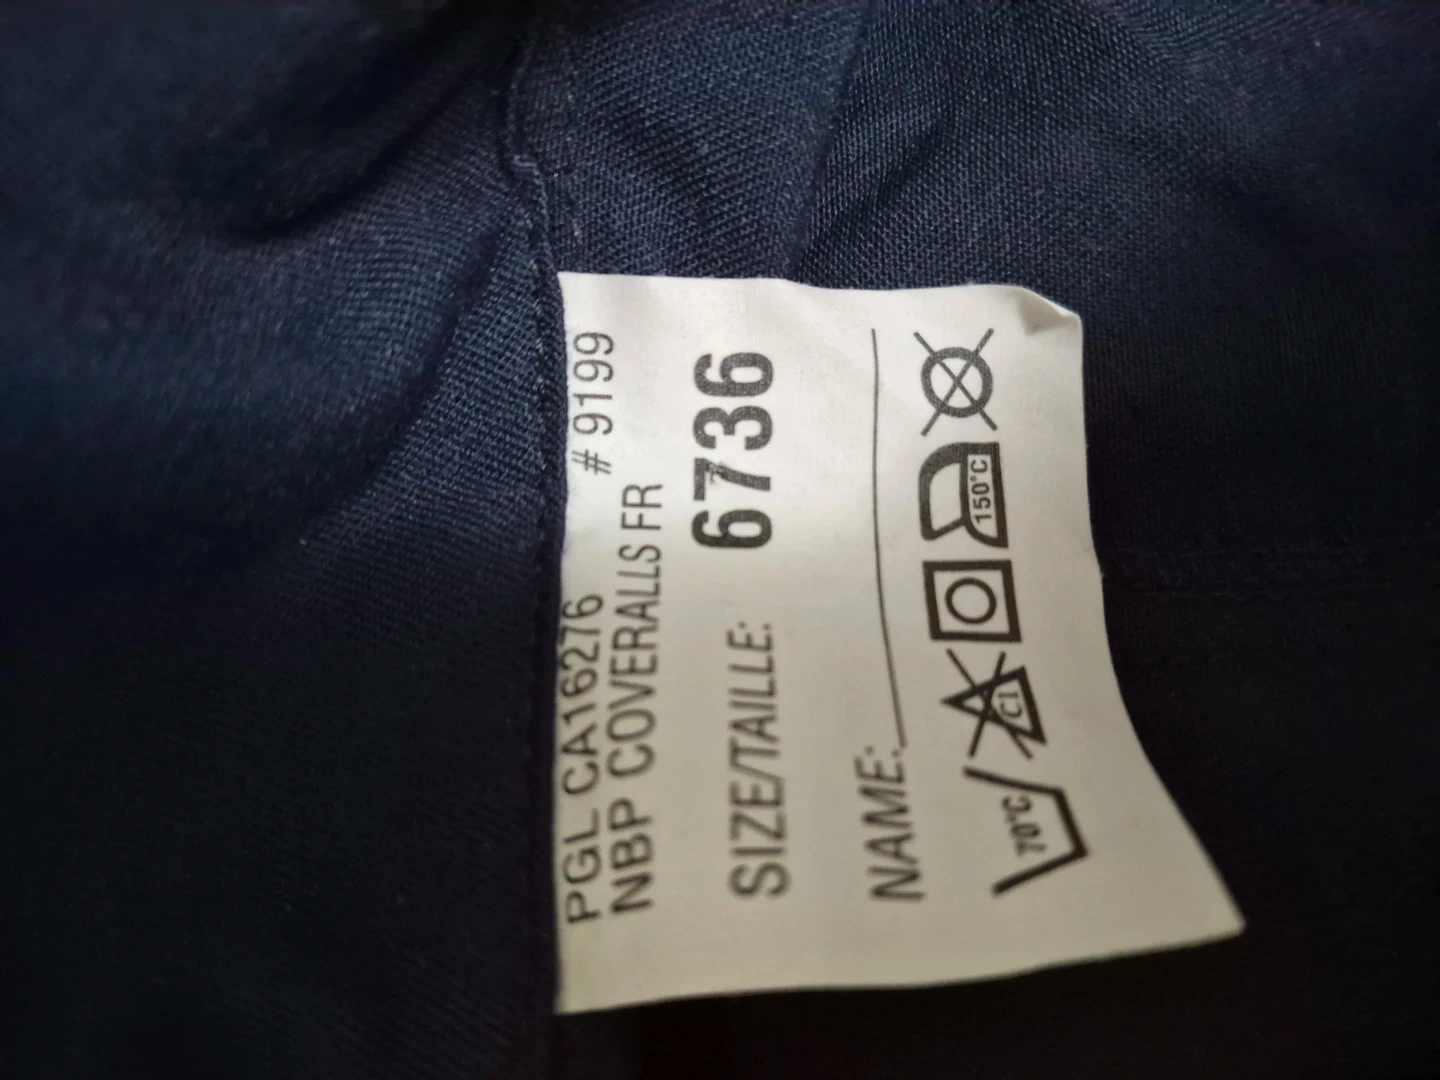 PGL CA16276 # 9199
NBP COVERALLS FR
SIZE/TAILLE: 6736
NAME:
70°C Cl 150°C